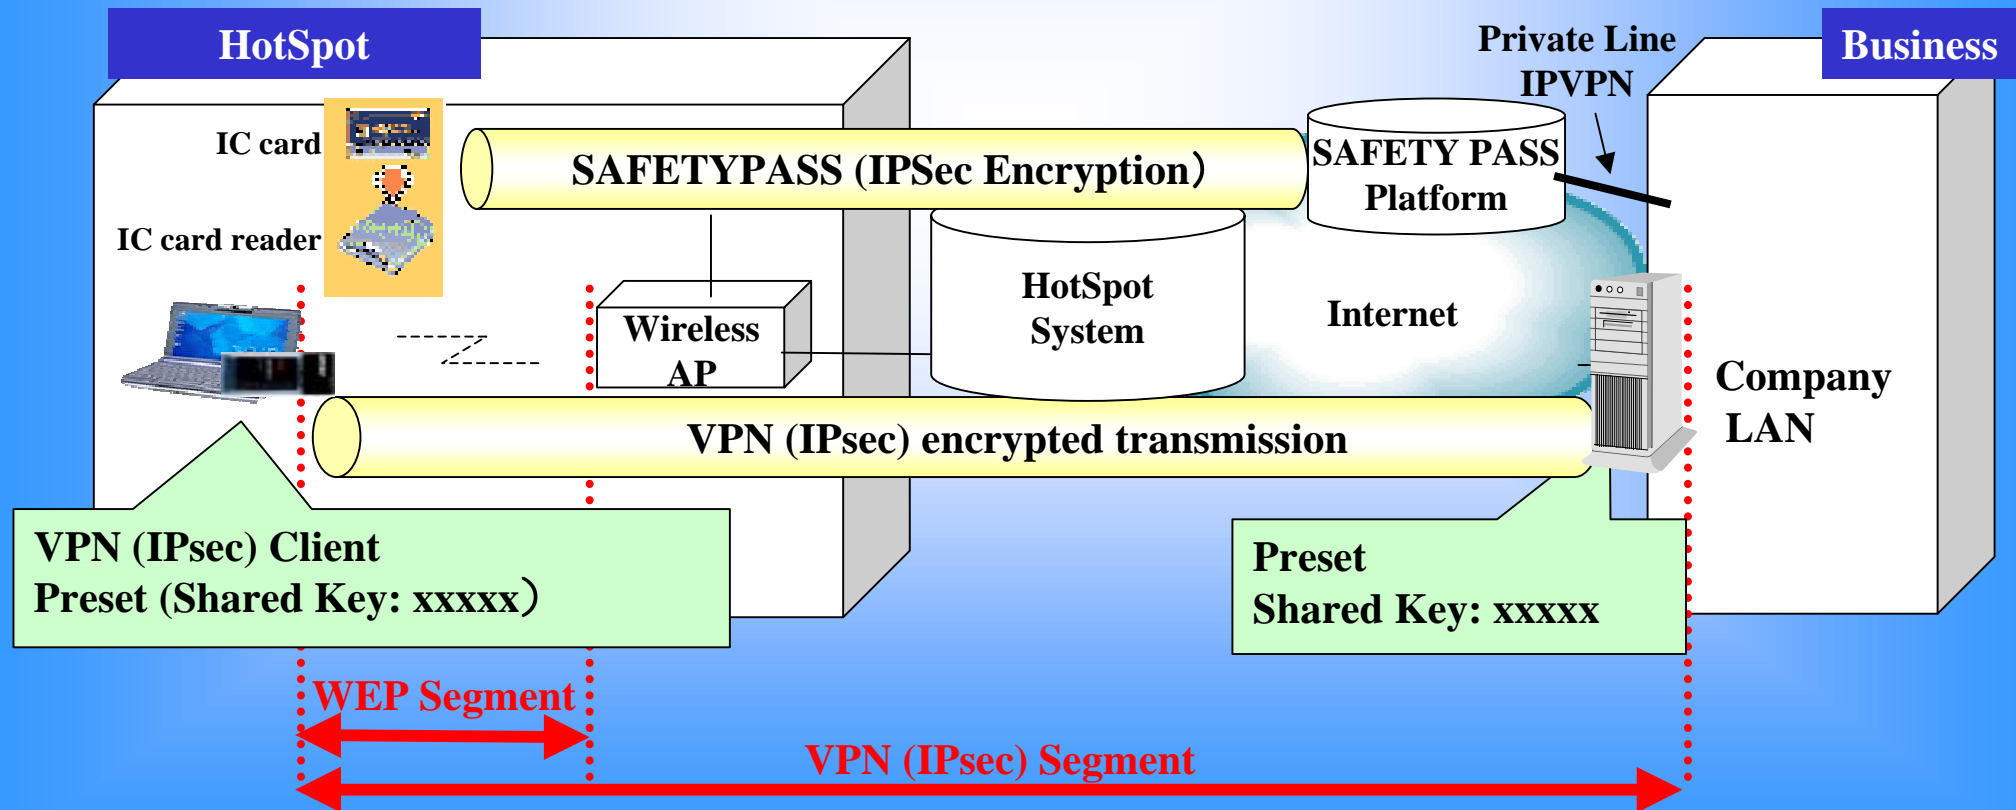 HotSpot
Private Line
IPVPN
Business
IC card
SAFETYPASS (IPSec Encryption）
SAFETY PASS
Platform
IC card reader
HotSpot
System
Internet
Wireless
AP
Company
LAN
VPN (IPsec) encrypted transmission
VPN (IPsec) Client
Preset (Shared Key: xxxxx）
Preset
Shared Key: xxxxx
WEP Segment
VPN (IPsec) Segment